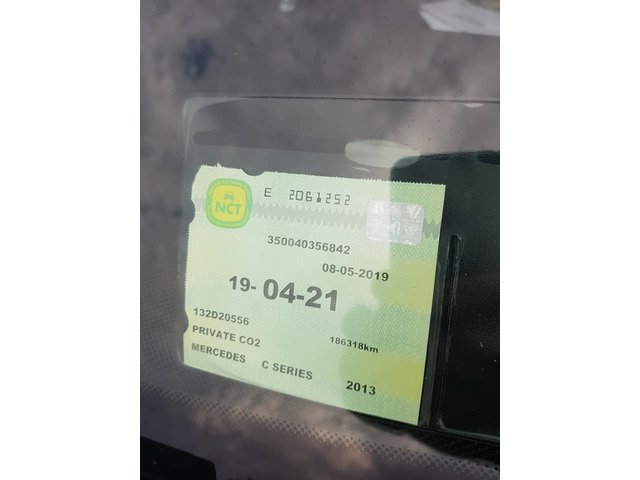 NCT
E 2061252
350040356842
08-05-2019
19-04-21
132D20556
PRIVATE CO2 186318km
MERCEDES C SERIES 2013